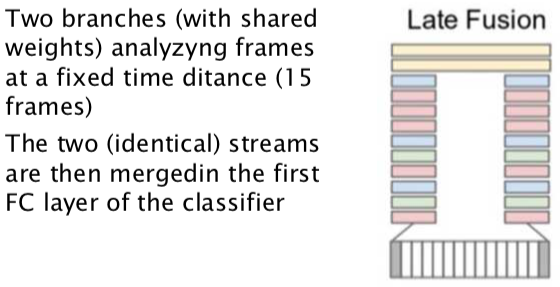 Two branches (with shared
weights) analyzyng frames
at a fixed time ditance (15
frames)
The two (identical) streams
are then mergedin the first
FC layer of the classifier
Late Fusion